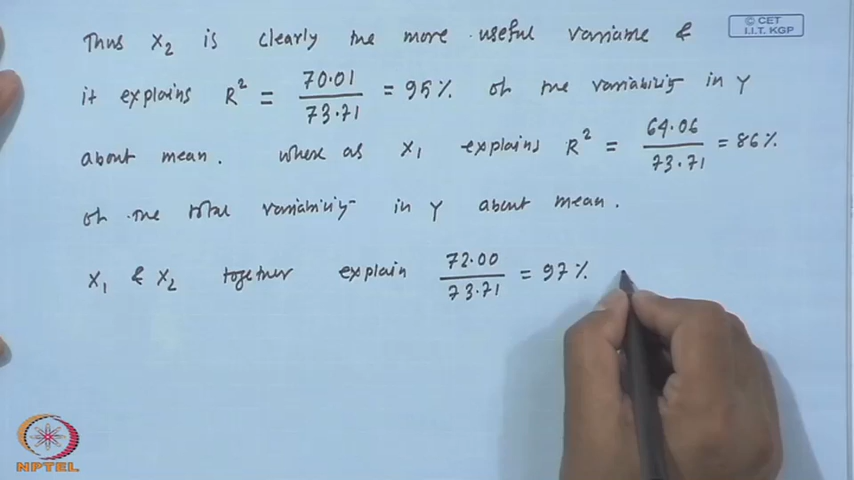 © CET
I.I.T. KGP
Thus X₂ is clearly the more useful variable &
it explains R² = 70.01/73.71 = 95% of the variability in Y
about mean. where as X₁ explains R² = 64.06/73.71 = 86%
of the total variability in Y about mean.
X₁ & X₂ together explain 72.00/73.71 = 97%
NPTEL